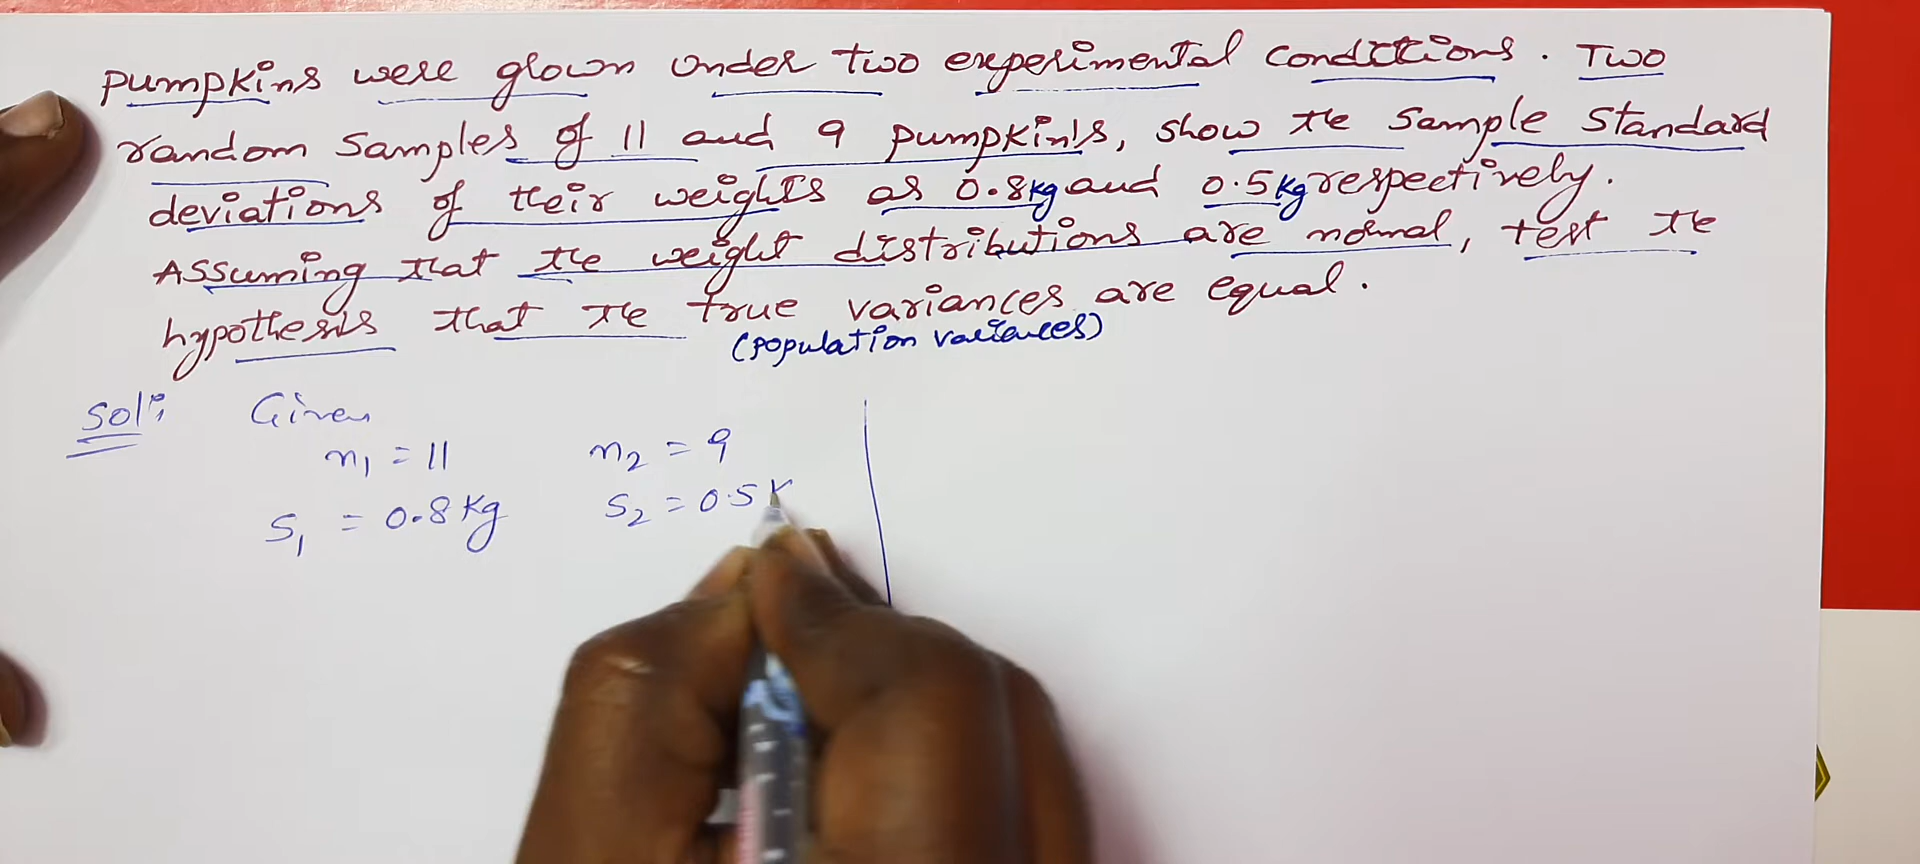 Pumpkins were grown under two experimental conditions. Two
random samples of 11 and 9 pumpkins, show the sample standard
deviations of their weights as 0.8kg and 0.5kg respectively.
Assuming that the weight distributions are normal, test the
hypothesis that the true variances are equal.
(population variances)
Sol:
Given
n1 = 11 n2 = 9
S1 = 0.8 Kg S2 = 0.5 K